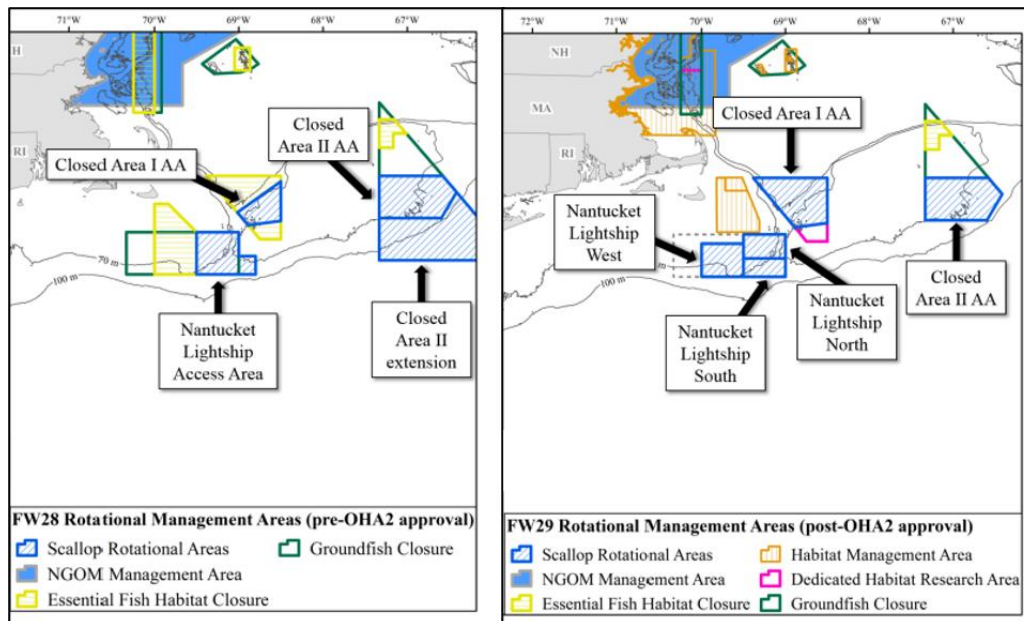 71°W 70°W 69°W 68°W 67°W
H
RI
Closed
Area II AA
Closed Area I AA
70 m
100 m
Nantucket
Lightship
Access Area
Closed
Area II
extension
FW28 Rotational Management Areas (pre-OHA2 approval)
Scallop Rotational Areas
Groundfish Closure
NGOM Management Area
Essential Fish Habitat Closure
72°W 71°W 70°W 69°W 68°W 67°W
NH
MA
RI
Closed Area I AA
Nantucket
Lightship
West
70 m
100 m
Nantucket
Lightship
South
Nantucket
Lightship
North
Closed
Area II AA
FW29 Rotational Management Areas (post-OHA2 approval)
Scallop Rotational Areas
Habitat Management Area
NGOM Management Area
Dedicated Habitat Research Area
Essential Fish Habitat Closure
Groundfish Closure